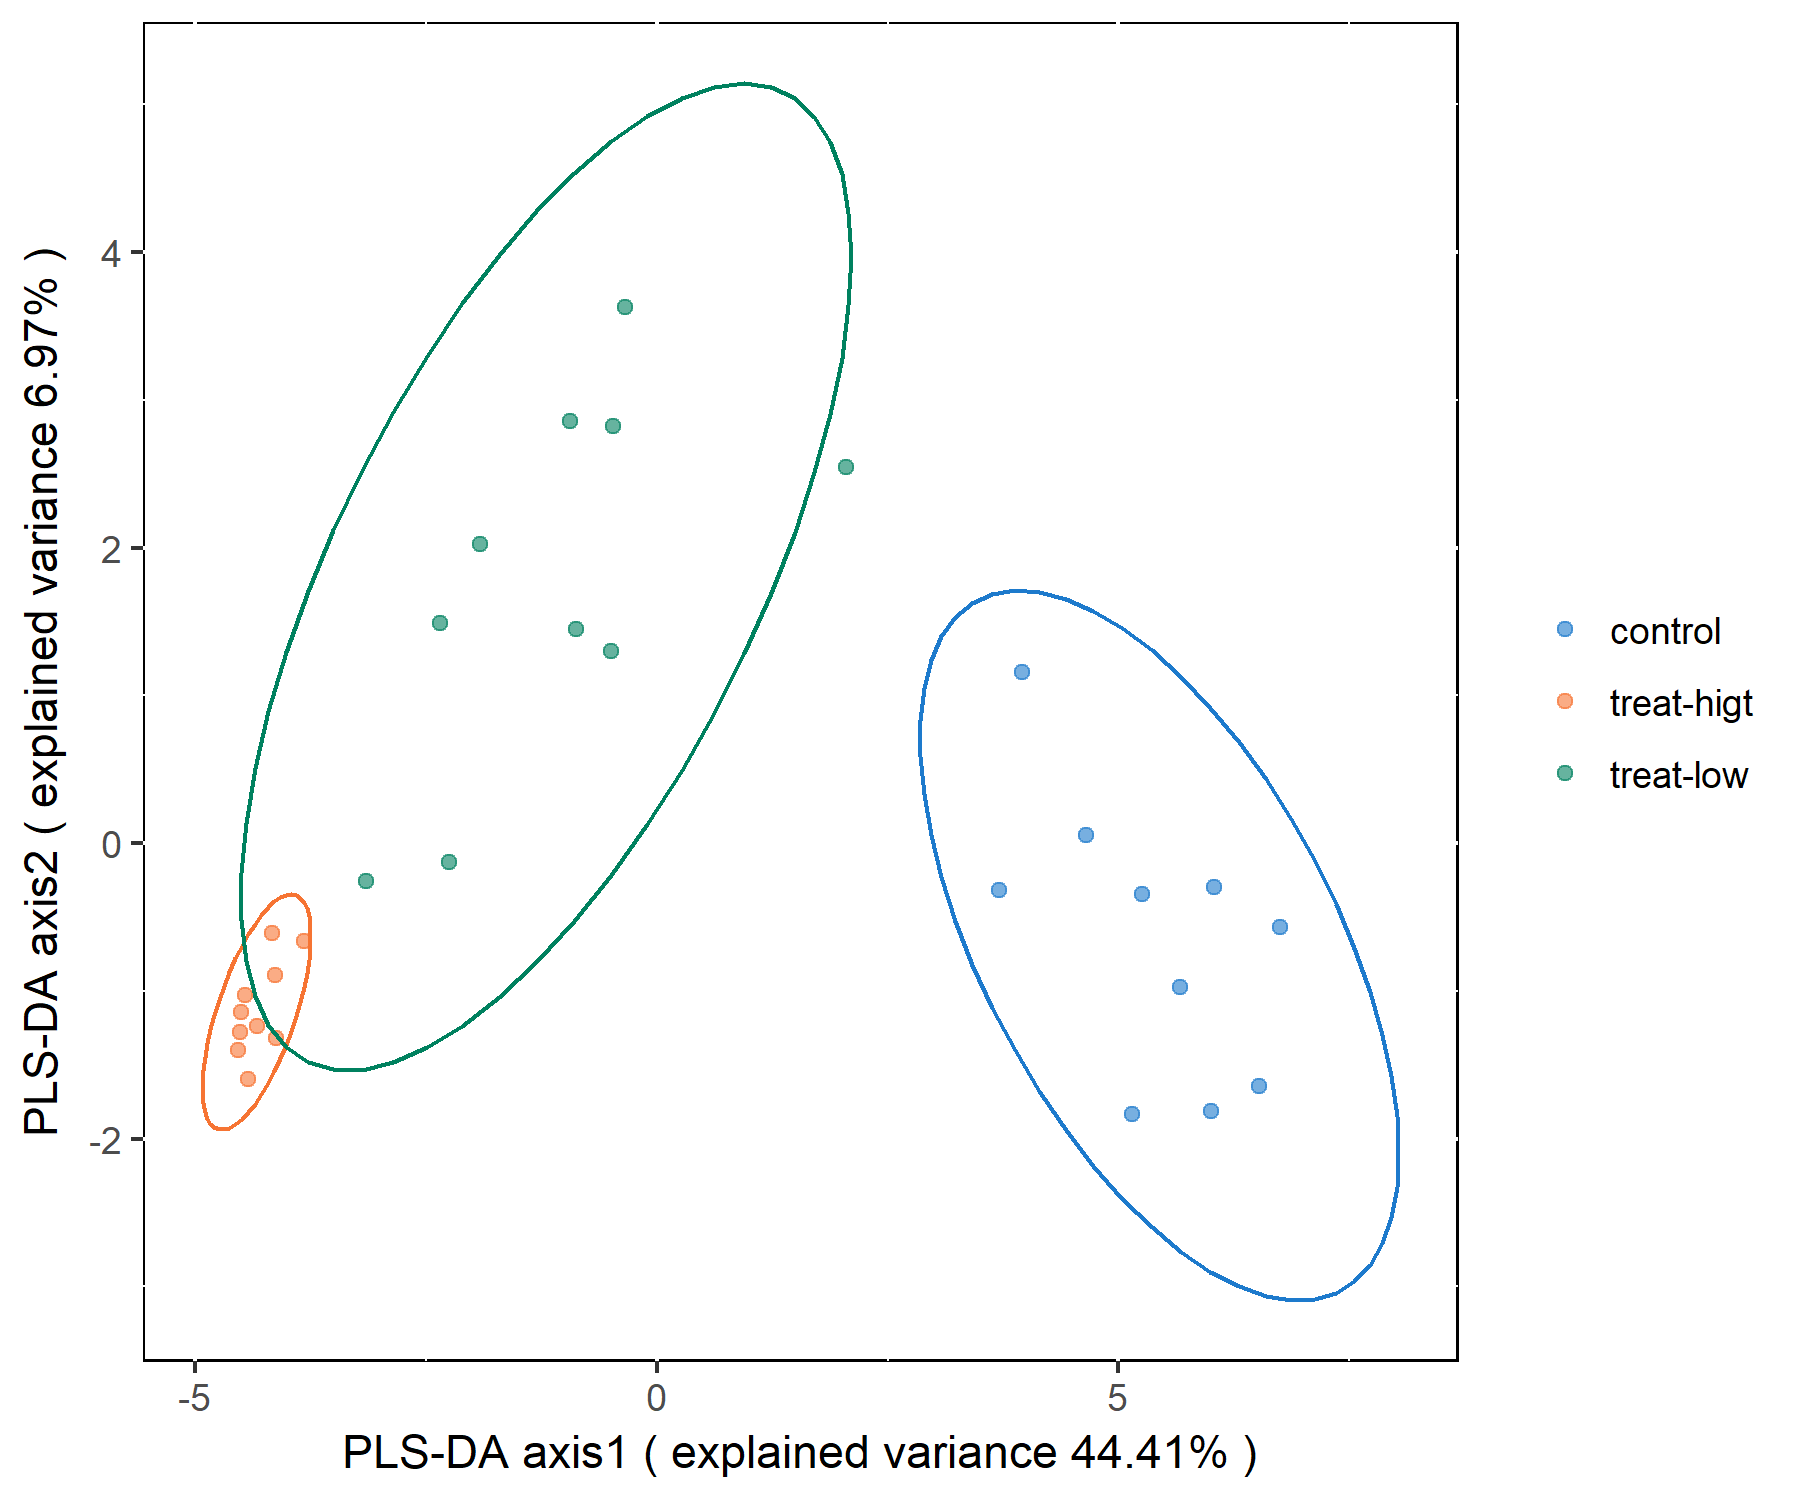 PLS-DA axis2 ( explained variance 6.97% )
4
2
0
-2
-5
0
5
PLS-DA axis1 ( explained variance 44.41% )
control
treat-higt
treat-low